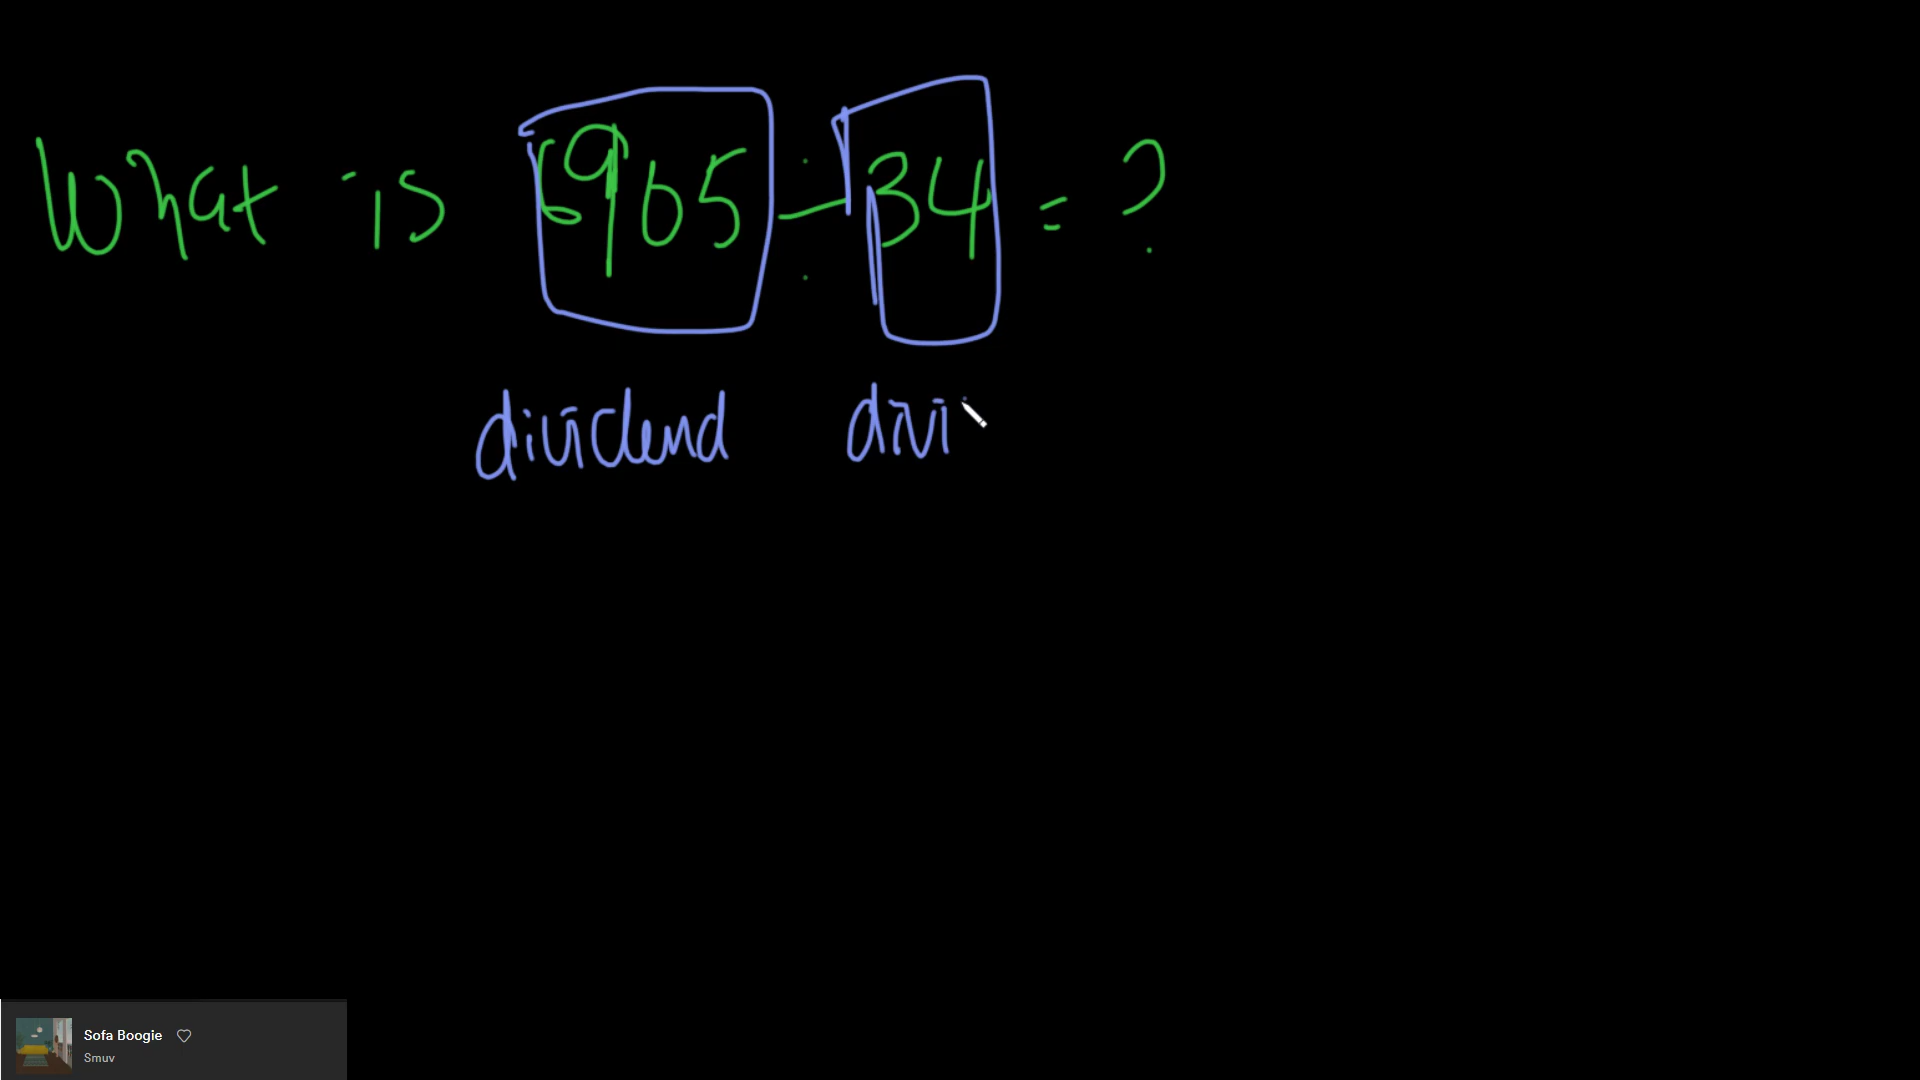 What is 6965 ÷ 34 = ?
dividend divi
Sofa Boogie
Smuv